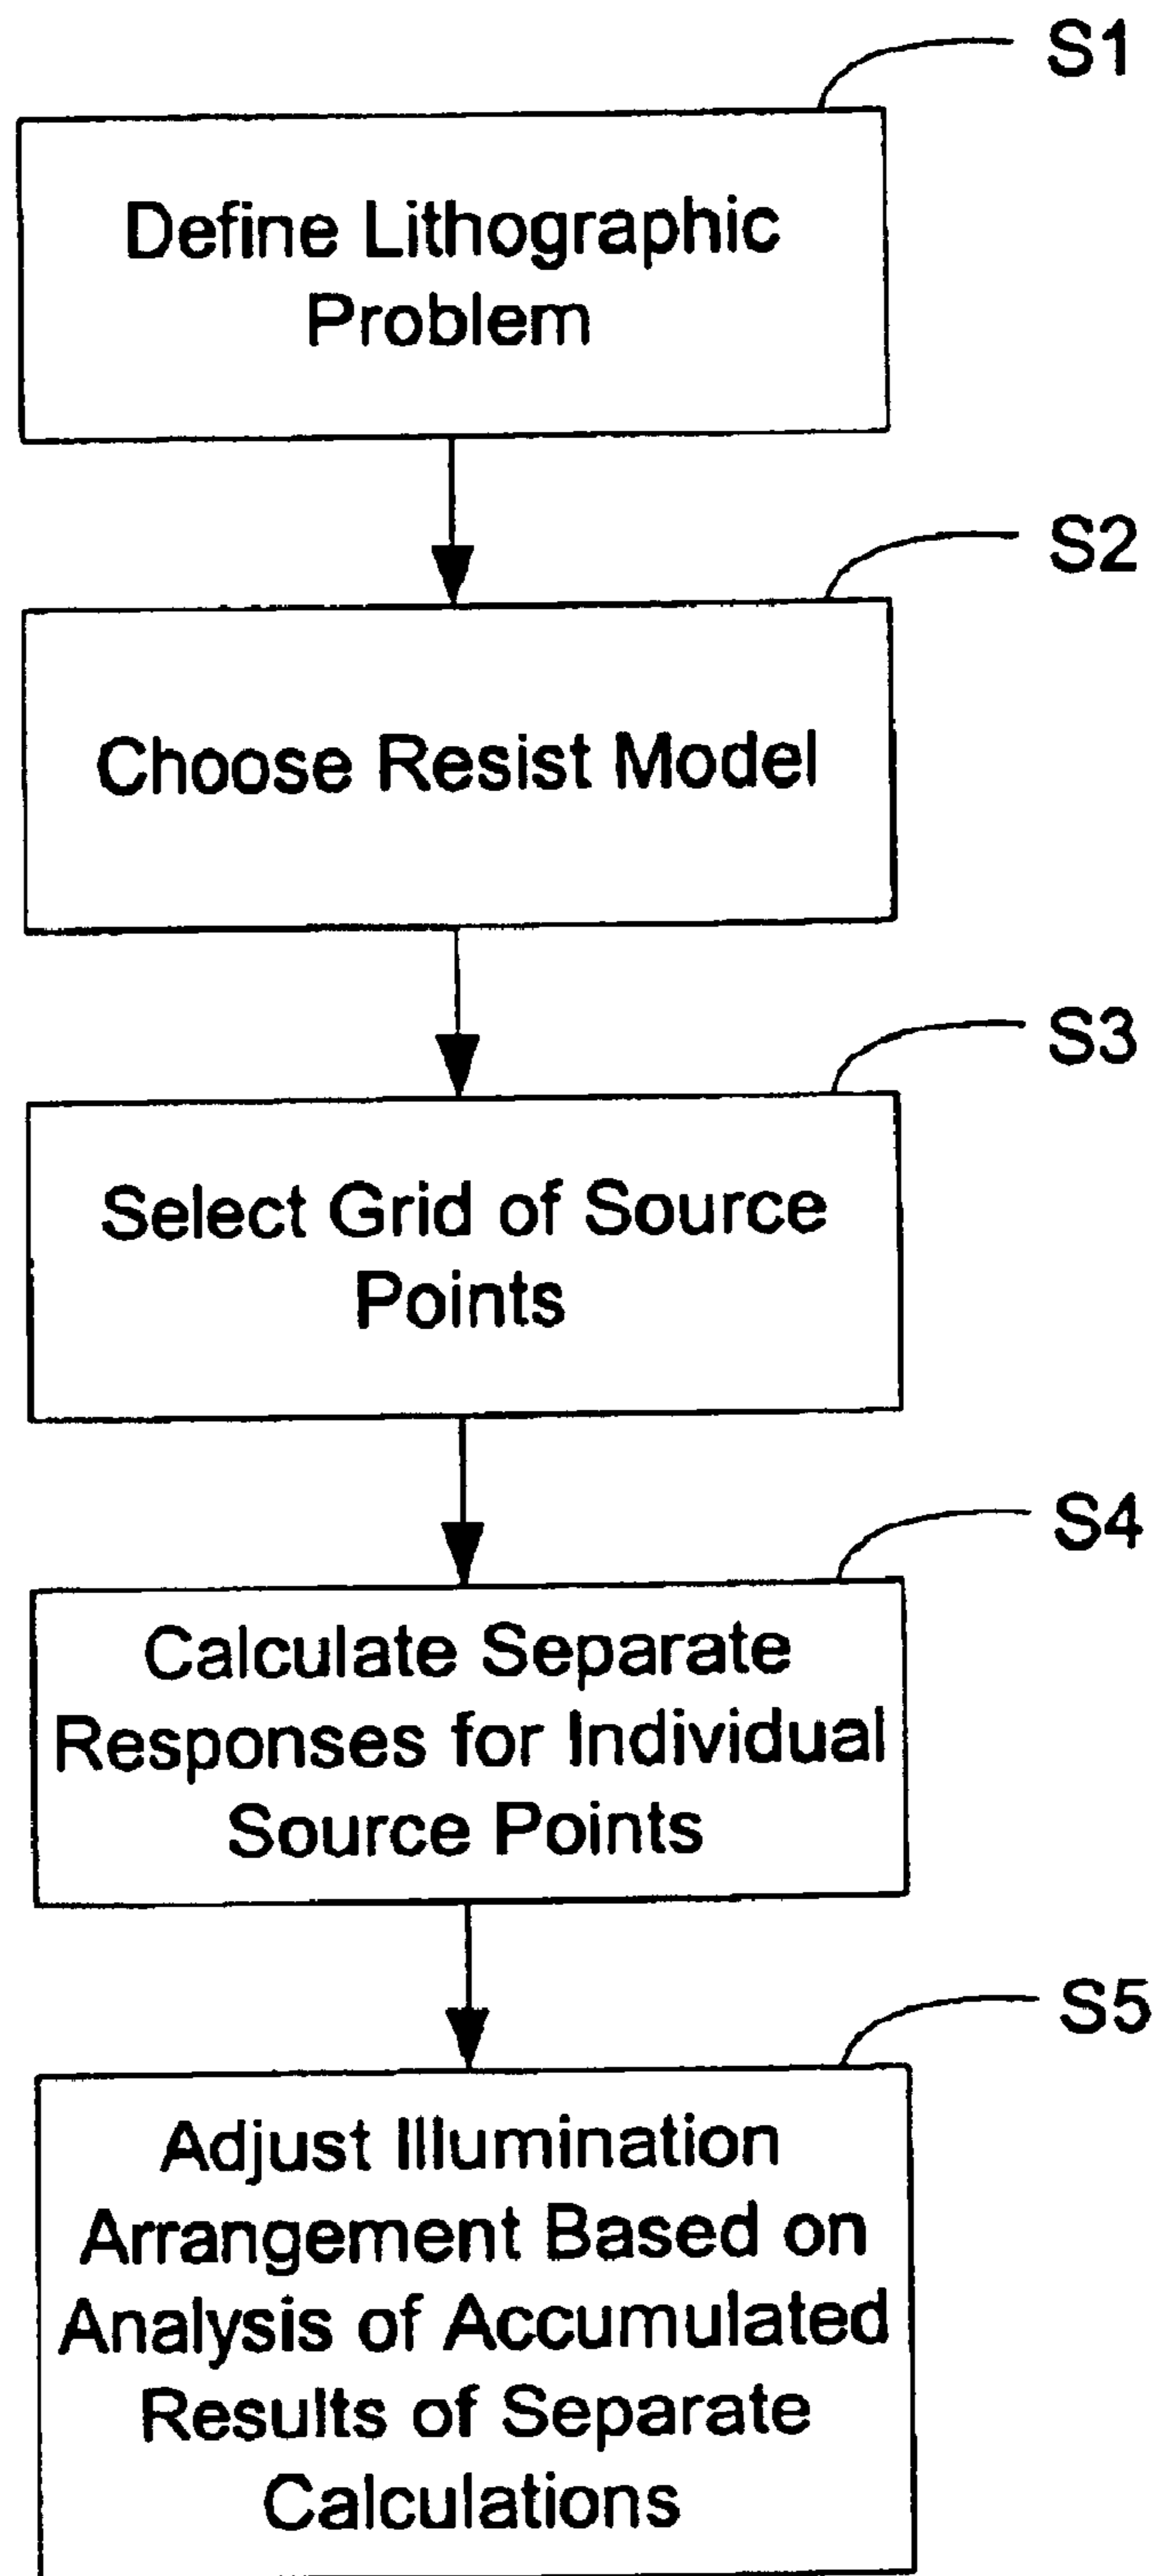 S1
Define Lithographic
Problem
S2
Choose Resist Model
S3
Select Grid of Source
Points
S4
Calculate Separate
Responses for Individual
Source Points
S5
Adjust Illumination
Arrangement Based on
Analysis of Accumulated
Results of Separate
Calculations